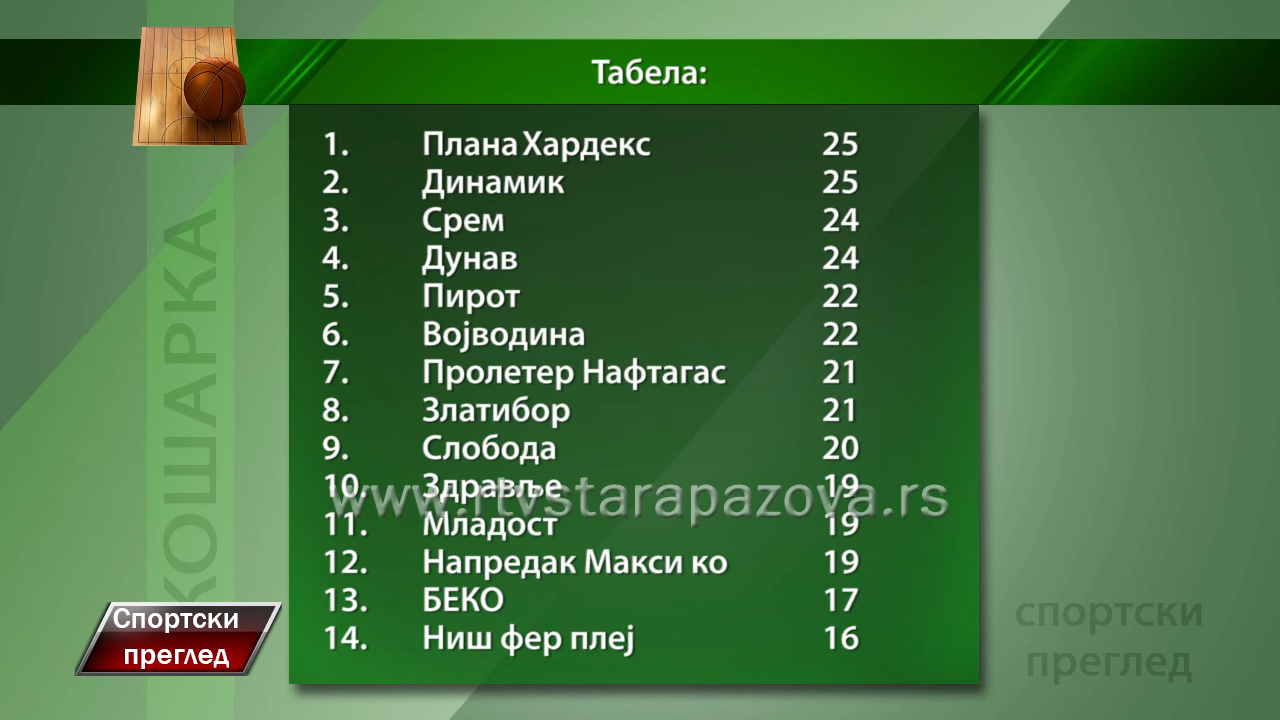 Табела:
1. Плана Хардекс 25
2. Динамик 25
3. Срем 24
4. Дунав 24
5. Пирот 22
6. Војводина 22
7. Пролетер Нафтагас 21
8. Златибор 21
9. Слобода 20
10. Здравље 19
www.rtvstarapazova.rs
11. Младост 19
12. Напредак Макси ко 19
13. БЕКО 17
14. Ниш фер плеј 16
КОШАРКА
Спортски
преглед
спортски
преглед